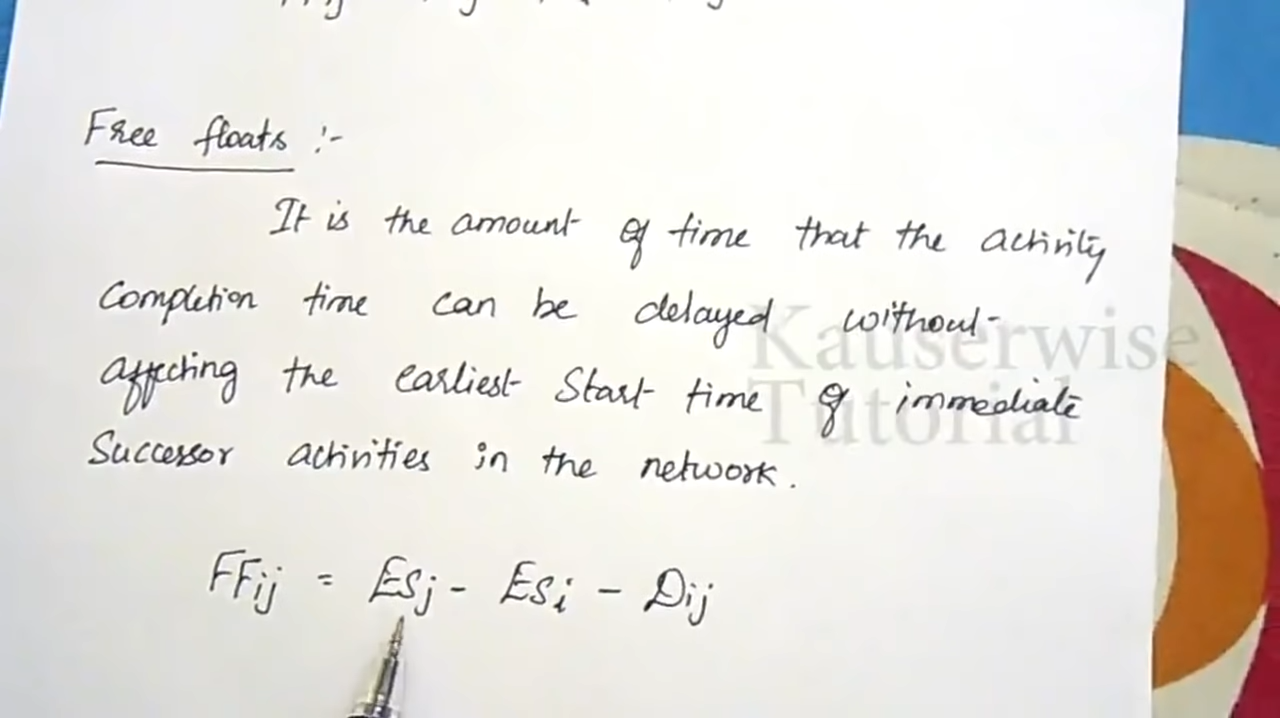 Free floats :-
It is the amount of time that the activity
Completion time can be delayed without
affecting the earliest Start time of immediate
Successor activities in the network.
FFij = ESj - ESi - Dij
Kauserwise
Tutorial